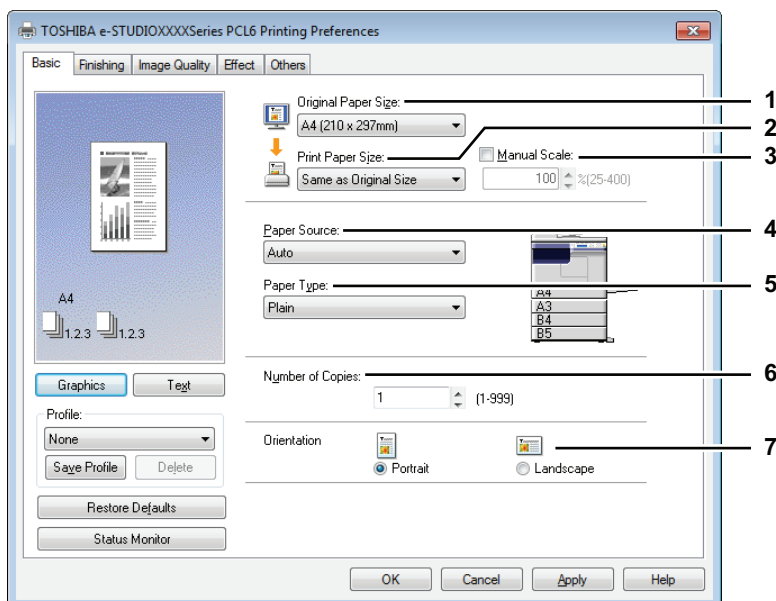 TOSHIBA e-STUDIOXXXXSeries PCL6 Printing Preferences
Basic Finishing Image Quality Effect Others
Original Paper Size: 1
A4 (210 x 297mm) 2
Print Paper Size: Manual Scale: 3
Same as Original Size 100 %(25-400)
Paper Source: 4
Auto
Paper Type: 5
Plain
A4
A3
B4
B5
A4
1.2.3 1.2.3
Graphics Text
Number of Copies: 6
1 (1-999)
Profile:
None
Save Profile Delete
Orientation 7
Portrait Landscape
Restore Defaults
Status Monitor
OK Cancel Apply Help